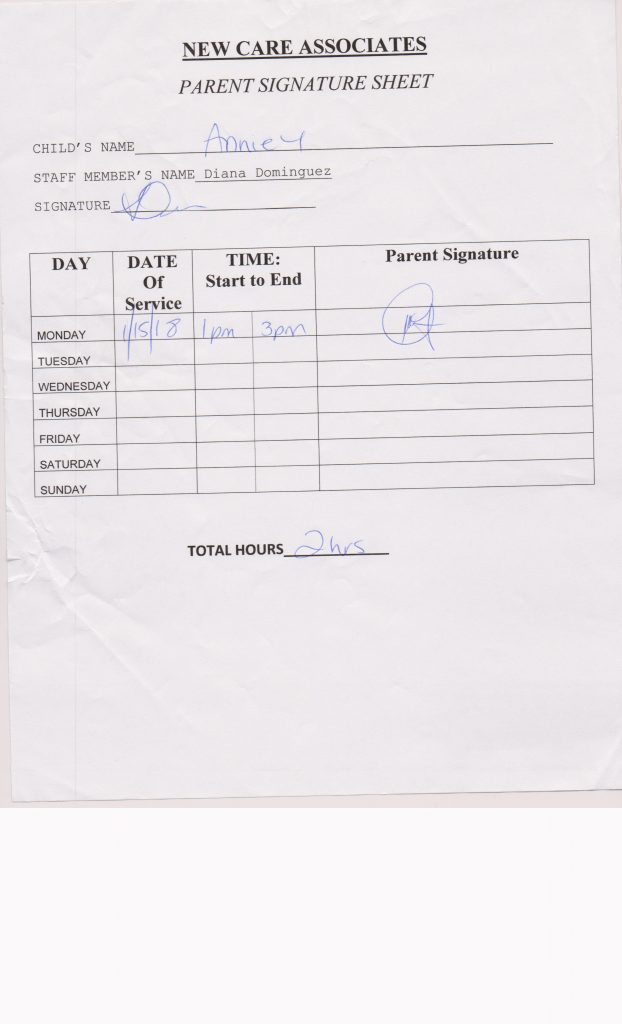 NEW CARE ASSOCIATES
PARENT SIGNATURE SHEET
CHILD'S NAME Annie Y
STAFF MEMBER'S NAME Diana Dominguez
SIGNATURE
DAY DATE Of Service TIME: Start to End Parent Signature
MONDAY 1/15/18 1pm 3pm
TUESDAY
WEDNESDAY
THURSDAY
FRIDAY
SATURDAY
SUNDAY
TOTAL HOURS 2hrs